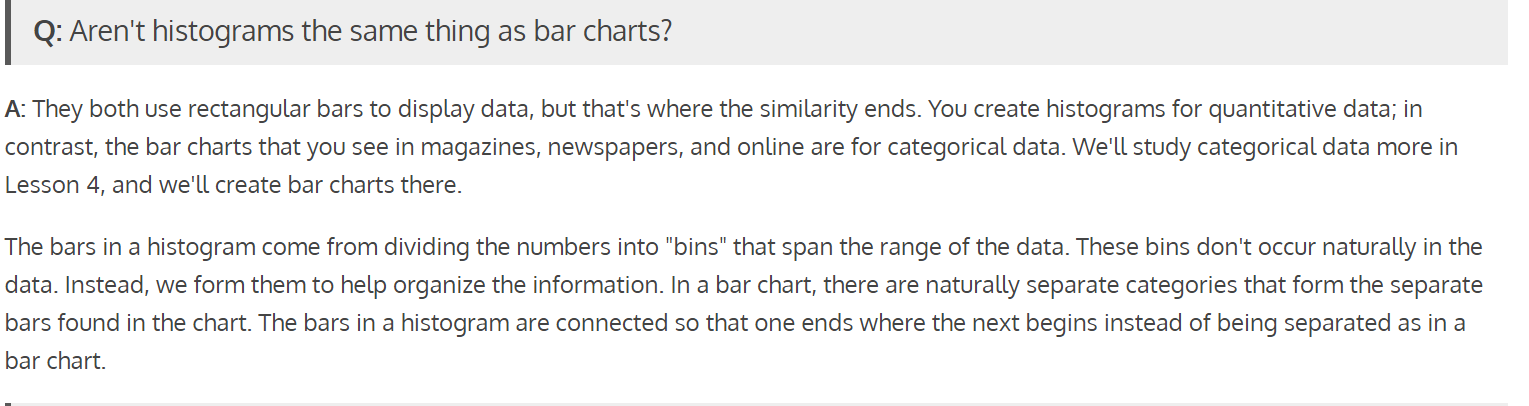 Q: Aren't histograms the same thing as bar charts?
A: They both use rectangular bars to display data, but that's where the similarity ends. You create histograms for quantitative data; in
contrast, the bar charts that you see in magazines, newspapers, and online are for categorical data. We'll study categorical data more in
Lesson 4, and we'll create bar charts there.
The bars in a histogram come from dividing the numbers into "bins" that span the range of the data. These bins don't occur naturally in the
data. Instead, we form them to help organize the information. In a bar chart, there are naturally separate categories that form the separate
bars found in the chart. The bars in a histogram are connected so that one ends where the next begins instead of being separated as in a
bar chart.